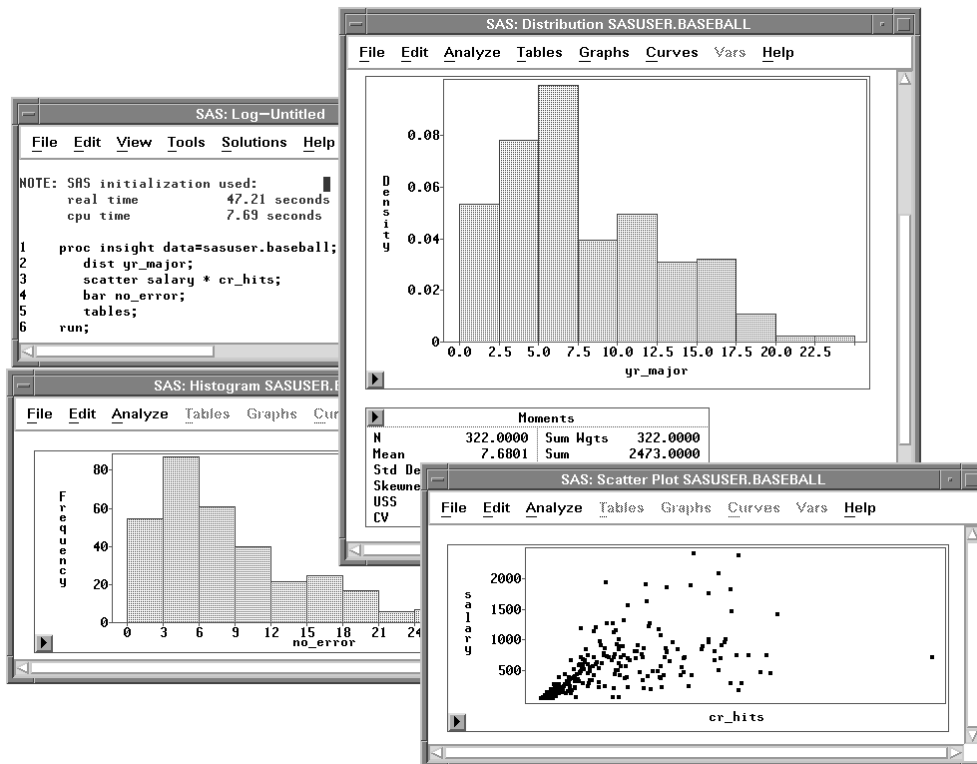 SAS: Distribution SASUSER.BASEBALL
File Edit Analyze Tables Graphs Curves Vars Help
0.08
0.06
0.04
0.02
0
Density
0.0 2.5 5.0 7.5 10.0 12.5 15.0 17.5 20.0 22.5
yr_major
Moments
N 322.0000 Sum Wgts 322.0000
Mean 7.6801 Sum 2473.0000
Std De
Skewne
USS
CV
SAS: Log-Untitled
File Edit View Tools Solutions Help
NOTE: SAS initialization used:
real time 47.21 seconds
cpu time 7.69 seconds
1 proc insight data=sasuser.baseball;
2 dist yr_major;
3 scatter salary * cr_hits;
4 bar no_error;
5 tables;
6 run;
SAS: Histogram SASUSER.B
File Edit Analyze Tables Graphs Cur
80
60
40
20
0
Frequency
0 3 6 9 12 15 18 21 24
no_error
SAS: Scatter Plot SASUSER.BASEBALL
File Edit Analyze Tables Graphs Curves Vars Help
2000
1500
1000
500
salary
cr_hits